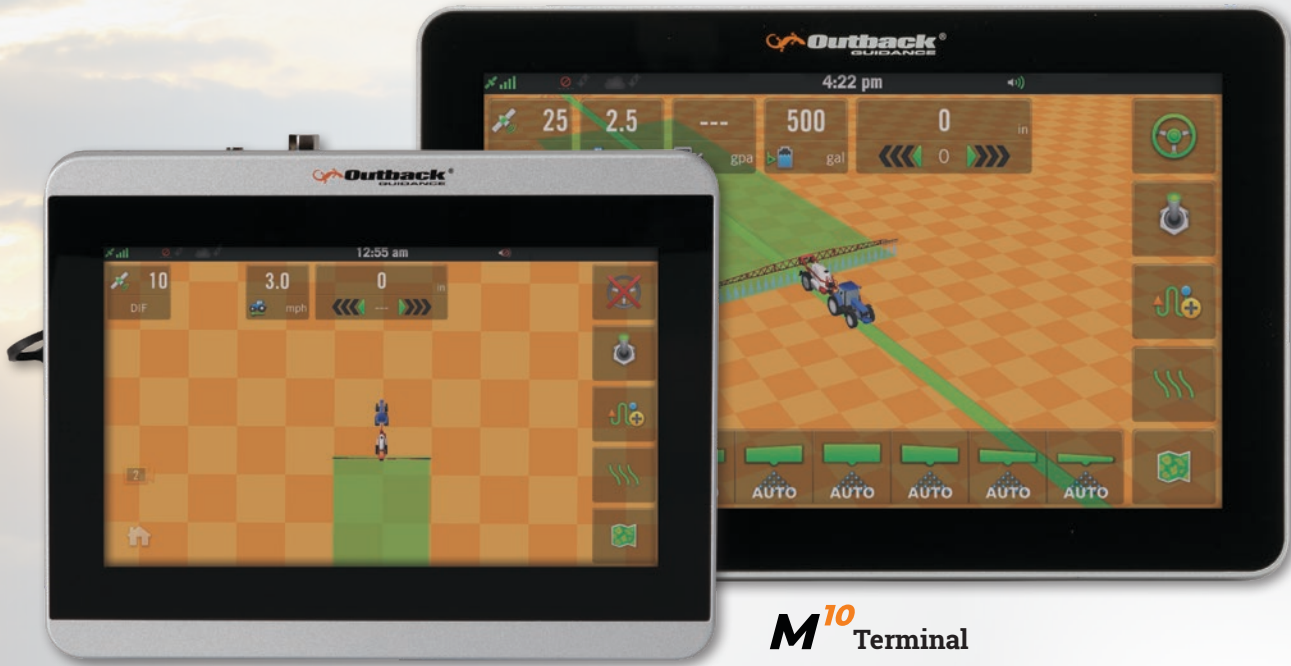 Outback®
GUIDANCE
4:22 pm
25 2.5 --- 500 0 in
gpa gal 0
Outback®
GUIDANCE
12:55 am
10 3.0 0 in
DIF mph ---
?
AUTO AUTO AUTO AUTO AUTO
M10 Terminal